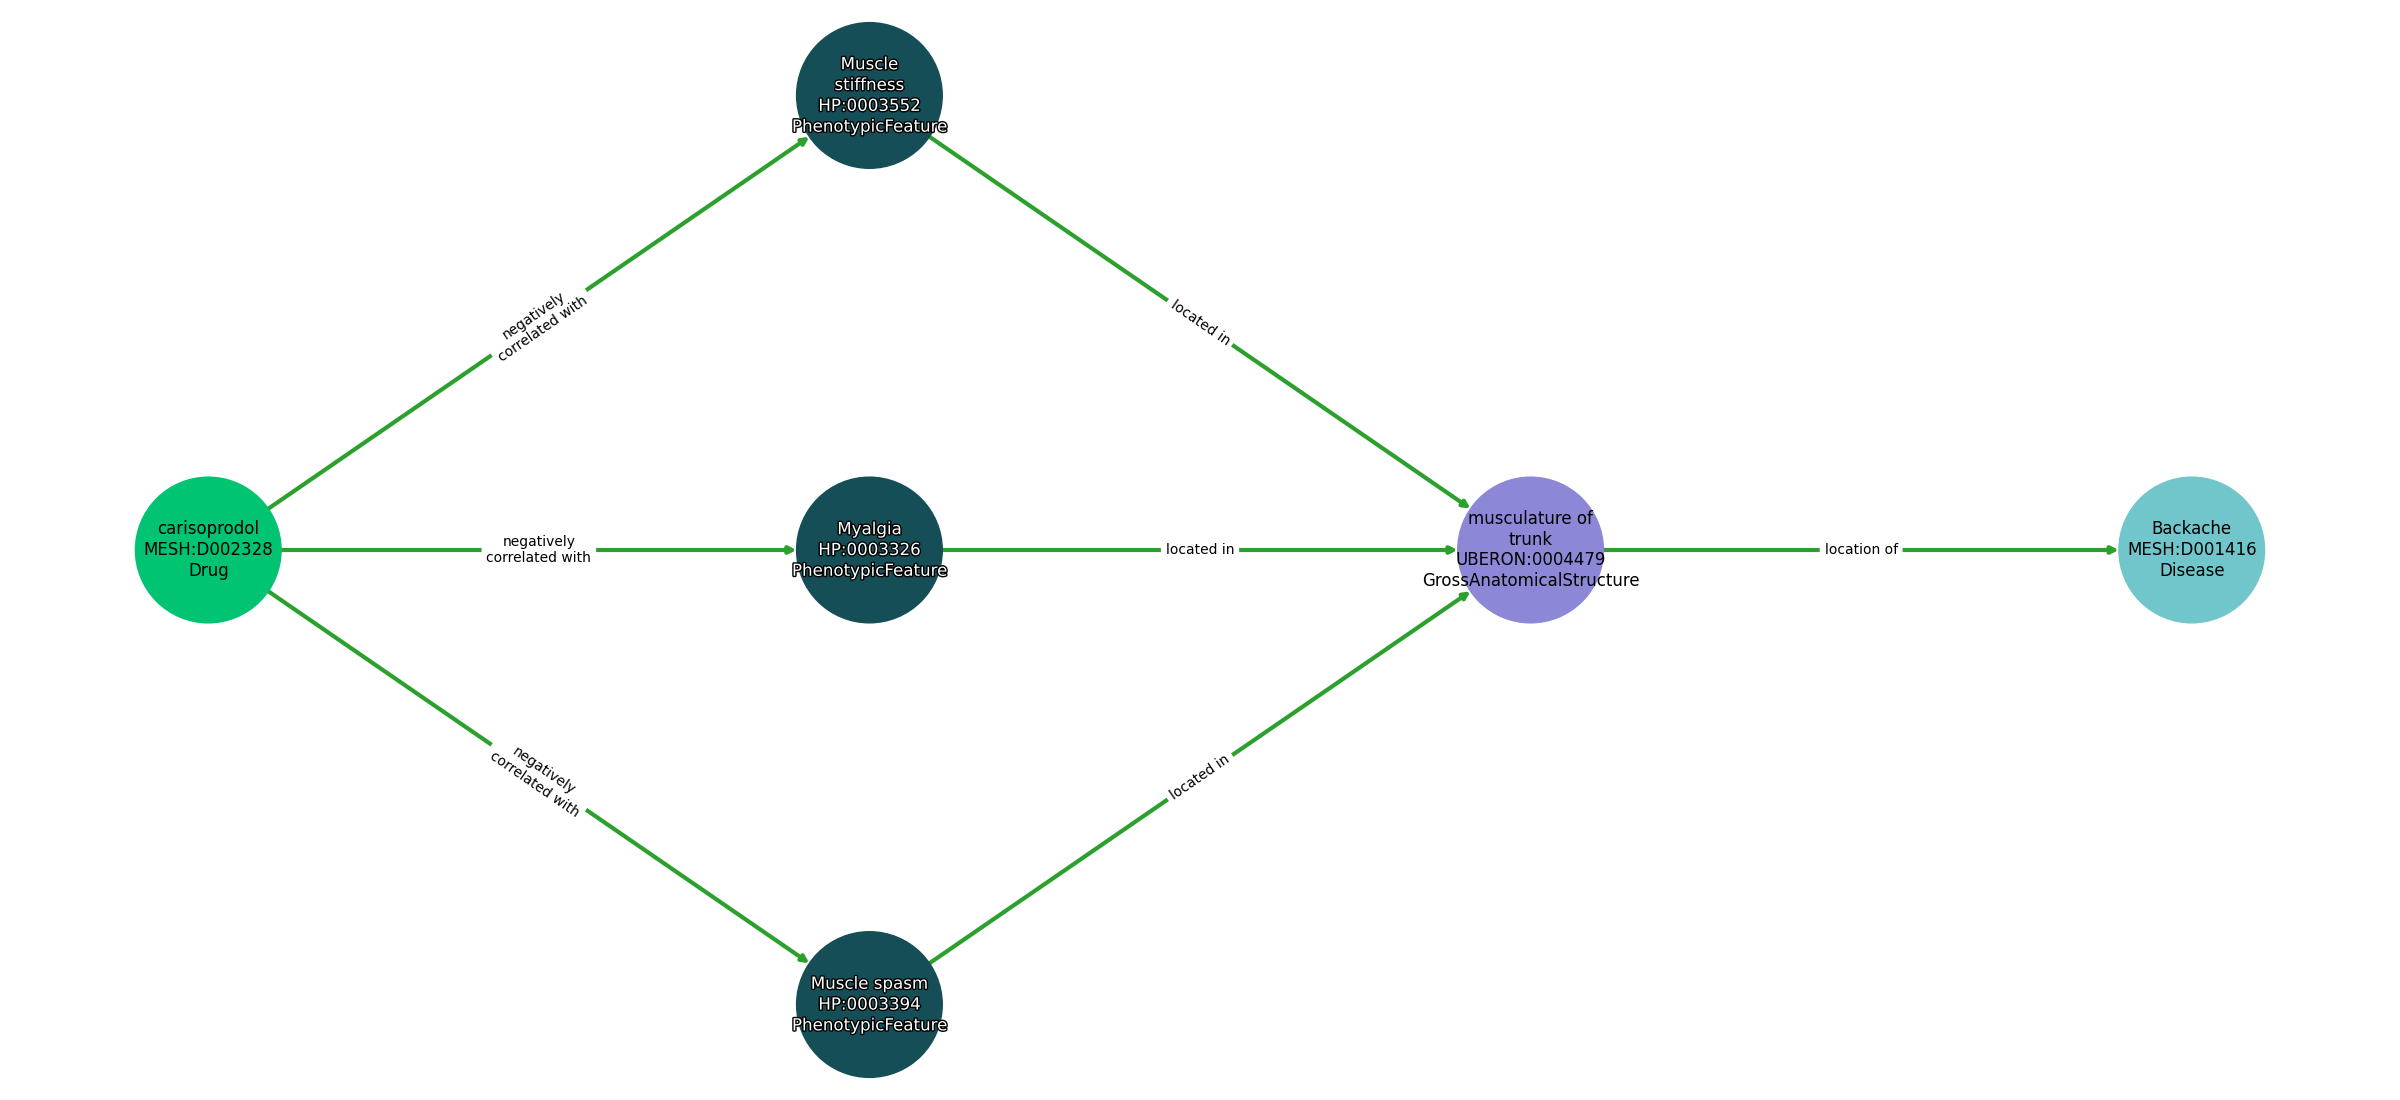 Muscle
stiffness
HP:0003552
PhenotypicFeature
negatively
correlated with
located in
carisoprodol
MESH:D002328
Drug
negatively
correlated with
Myalgia
HP:0003326
PhenotypicFeature
located in
musculature of
trunk
UBERON:0004479
GrossAnatomicalStructure
location of
Backache
MESH:D001416
Disease
negatively
correlated with
located in
Muscle spasm
HP:0003394
PhenotypicFeature